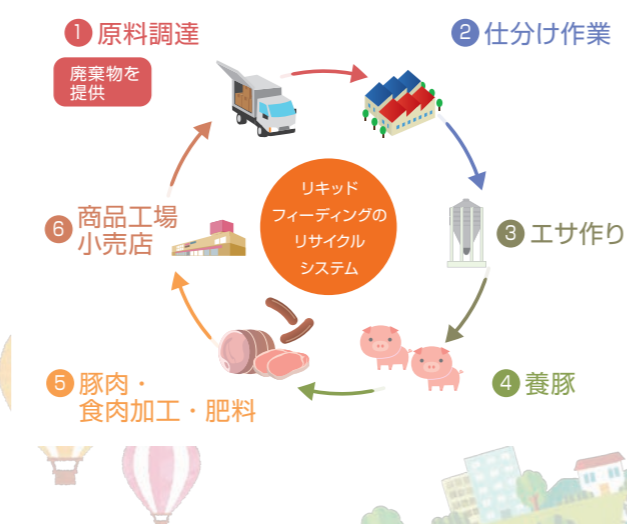 1 原料調達
廃棄物を
提供
2 仕分け作業
リキッド
フィーディングの
リサイクル
システム
3 エサ作り
4 養豚
5 豚肉・
食肉加工・肥料
6 商品工場
小売店